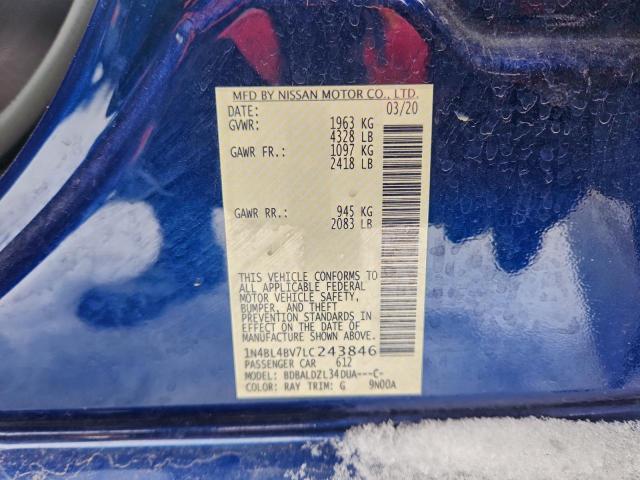 MFD BY NISSAN MOTOR CO., LTD.
DATE: 03/20
GVWR: 1963 KG
4328 LB
GAWR FR.: 1097 KG
2418 LB
GAWR RR.: 945 KG
2083 LB
THIS VEHICLE CONFORMS TO
ALL APPLICABLE FEDERAL
MOTOR VEHICLE SAFETY,
BUMPER, AND THEFT
PREVENTION STANDARDS IN
EFFECT ON THE DATE OF
MANUFACTURE SHOWN ABOVE.
1N4BL4BV7LC243846
PASSENGER CAR 612
MODEL: BDBALDZL34DUA---C-
COLOR: RAY TRIM: G 9N00A